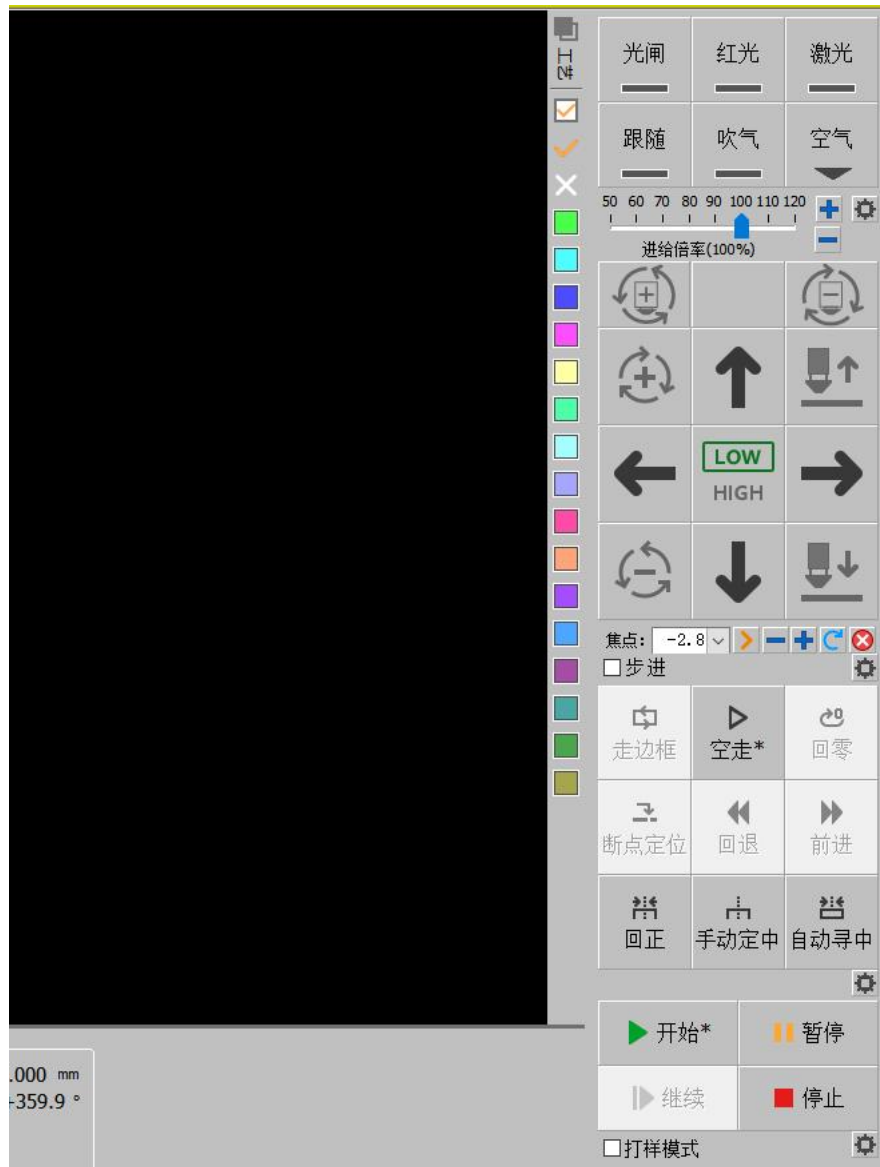 工艺
光闸 红光 激光
跟随 吹气 空气
50 60 70 80 90 100 110 120
进给倍率(100%)
LOW
HIGH
焦点: -2.8
步进
走边框 空走* 回零
断点定位 回退 前进
回正 手动定中 自动寻中
开始* 暂停
.000 mm
359.9 °
继续 停止
打样模式